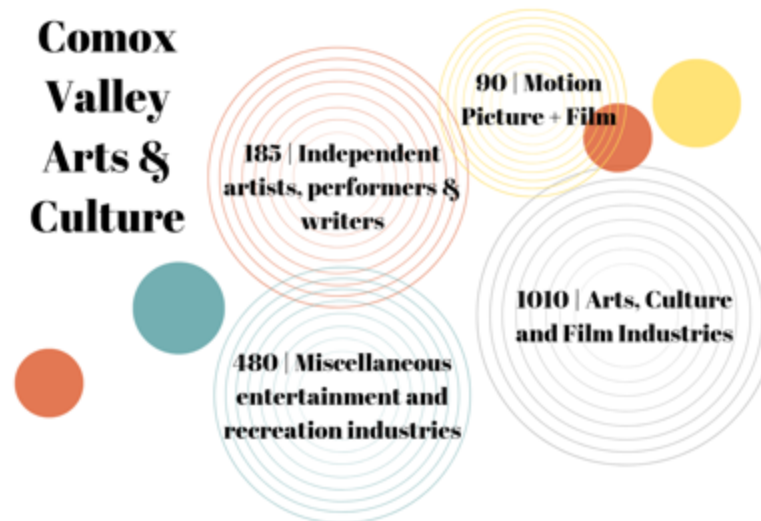 Comox
Valley
Arts &
Culture
185 | Independent
artists, performers &
writers
90 | Motion
Picture + Film
480 | Miscellaneous
entertainment and
recreation industries
1010 | Arts, Culture
and Film Industries